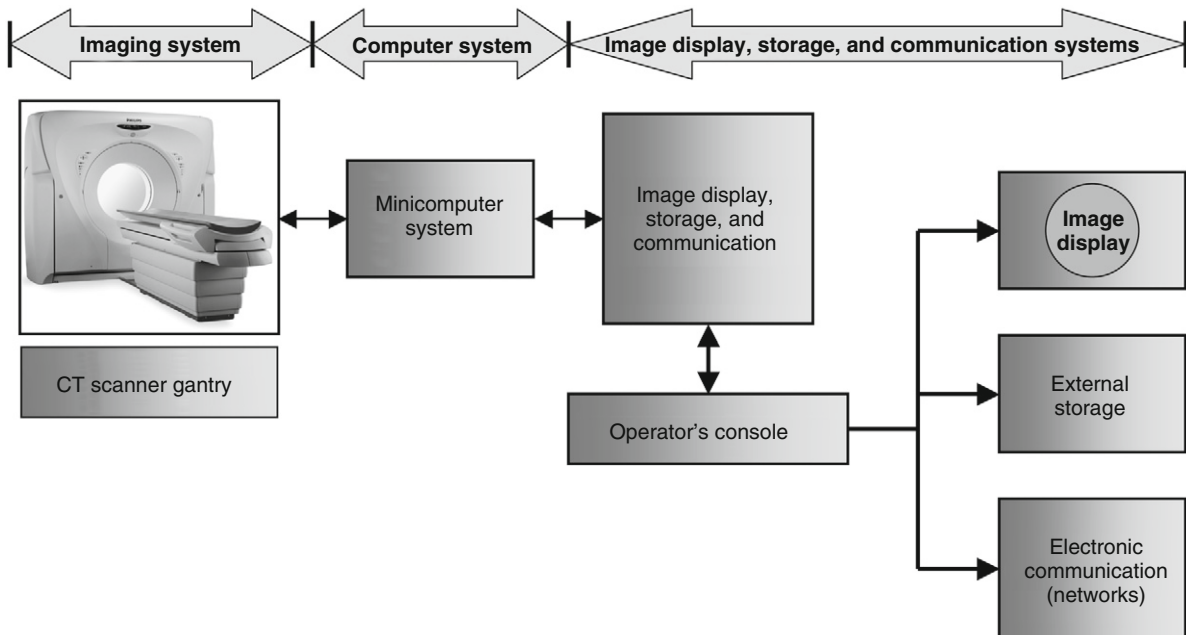 Imaging system
Computer system
Image display, storage, and communication systems
PHILIPS
Minicomputer
system
Image display,
storage, and
communication
Image
display
CT scanner gantry
Operator's console
External
storage
Electronic
communication
(networks)